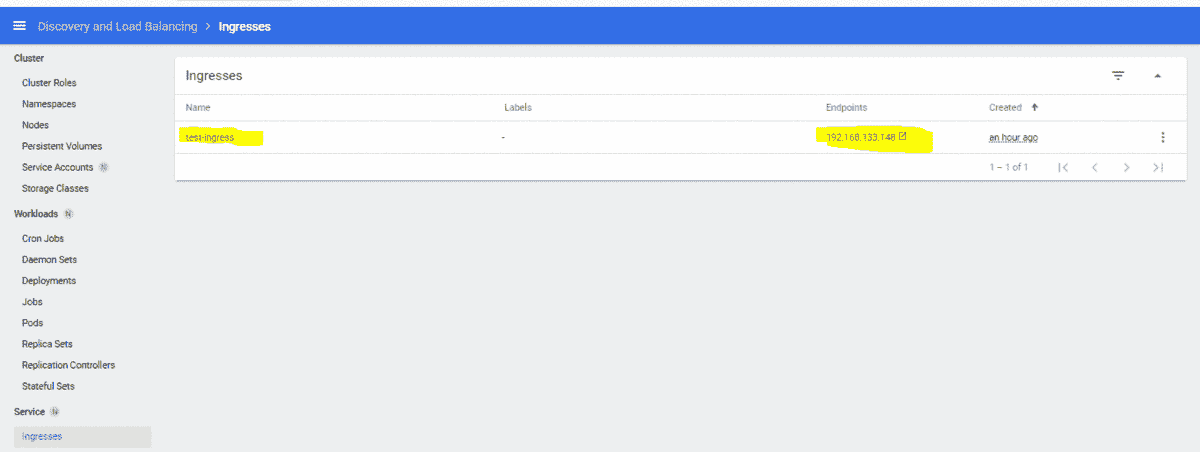 Discovery and Load Balancing > Ingresses
Cluster
Cluster Roles
Namespaces
Nodes
Persistent Volumes
Service Accounts N
Storage Classes
Workloads N
Cron Jobs
Daemon Sets
Deployments
Jobs
Pods
Replica Sets
Replication Controllers
Stateful Sets
Service N
Ingresses
Ingresses
Name Labels Endpoints Created
test-ingress - 192.168.133.148 an hour ago
1 – 1 of 1